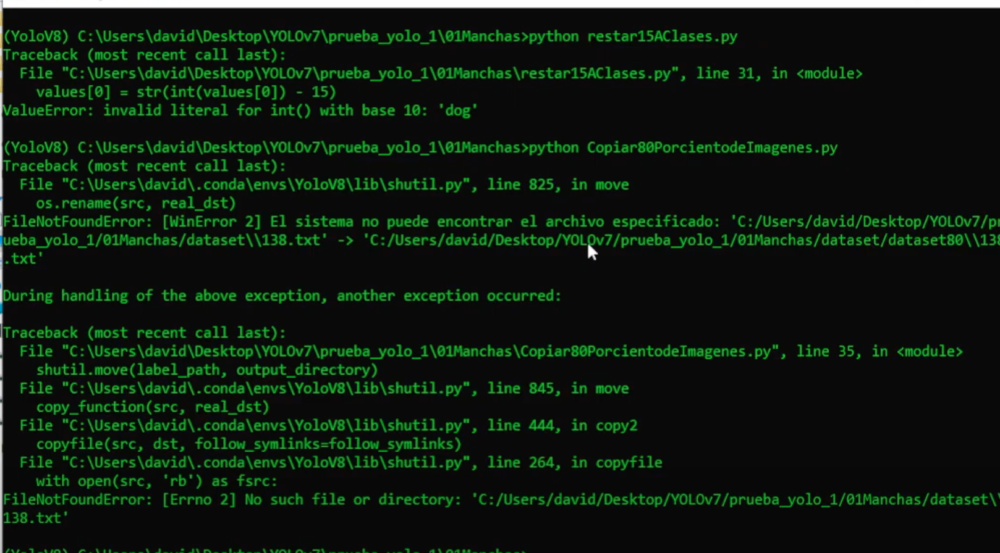 (YoloV8) C:\Users\david\Desktop\YOLOv7\prueba_yolo_1\01Manchas>python restar15AClases.py
Traceback (most recent call last):
  File "C:\Users\david\Desktop\YOLOv7\prueba_yolo_1\01Manchas\restar15AClases.py", line 31, in <module>
    values[0] = str(int(values[0]) - 15)
ValueError: invalid literal for int() with base 10: 'dog'
(YoloV8) C:\Users\david\Desktop\YOLOv7\prueba_yolo_1\01Manchas>python Copiar80PorcientodeImagenes.py
Traceback (most recent call last):
  File "C:\Users\david\.conda\envs\YoloV8\lib\shutil.py", line 825, in move
    os.rename(src, real_dst)
FileNotFoundError: [WinError 2] El sistema no puede encontrar el archivo especificado: 'C:/Users/david/Desktop/YOLOv7/pr
ueba_yolo_1/01Manchas/dataset\\138.txt' -> 'C:/Users/david/Desktop/YOLOv7/prueba_yolo_1/01Manchas/dataset/dataset80\\138
.txt'
During handling of the above exception, another exception occurred:
Traceback (most recent call last):
  File "C:\Users\david\Desktop\YOLOv7\prueba_yolo_1\01Manchas\Copiar80PorcientodeImagenes.py", line 35, in <module>
    shutil.move(label_path, output_directory)
  File "C:\Users\david\.conda\envs\YoloV8\lib\shutil.py", line 845, in move
    copy_function(src, real_dst)
  File "C:\Users\david\.conda\envs\YoloV8\lib\shutil.py", line 444, in copy2
    copyfile(src, dst, follow_symlinks=follow_symlinks)
  File "C:\Users\david\.conda\envs\YoloV8\lib\shutil.py", line 264, in copyfile
    with open(src, 'rb') as fsrc:
FileNotFoundError: [Errno 2] No such file or directory: 'C:/Users/david/Desktop/YOLOv7/prueba_yolo_1/01Manchas/dataset\\
138.txt'
(YoloV8) C:\Users\david\Desktop\YOLOv7\prueba_yolo_1\01Manchas>